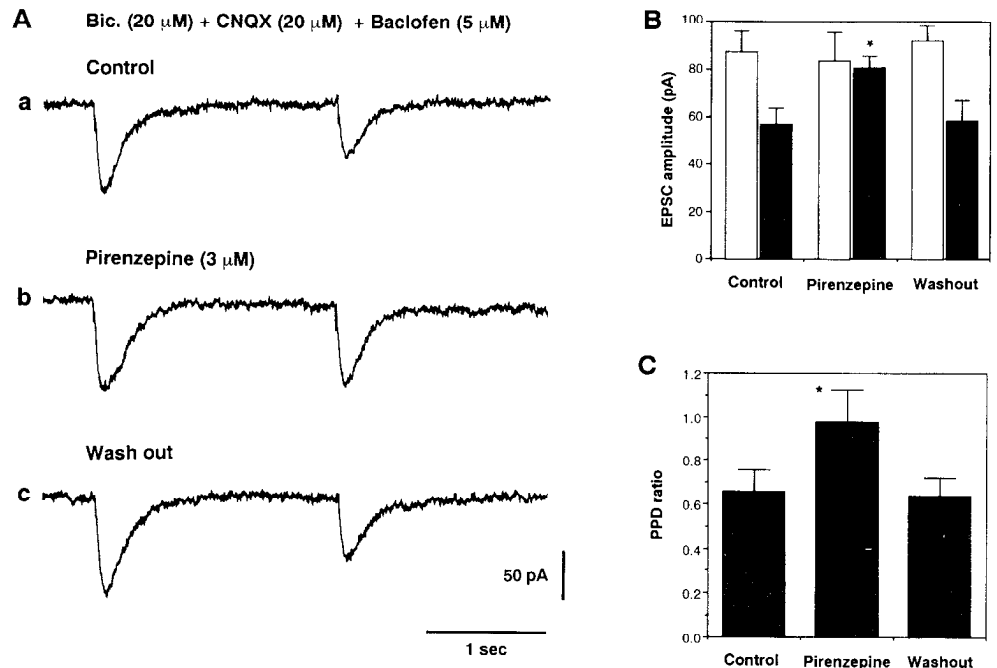 A
Bic. (20 µM) + CNQX (20 µM) + Baclofen (5 µM)
Control
a
Pirenzepine (3 µM)
b
Wash out
c
50 pA
1 sec
B
EPSC amplitude (pA)
100
80
60
40
20
0
*
Control
Pirenzepine
Washout
C
PPD ratio
1.2
1.0
0.8
0.6
0.4
0.2
0.0
*
Control
Pirenzepine
Washout